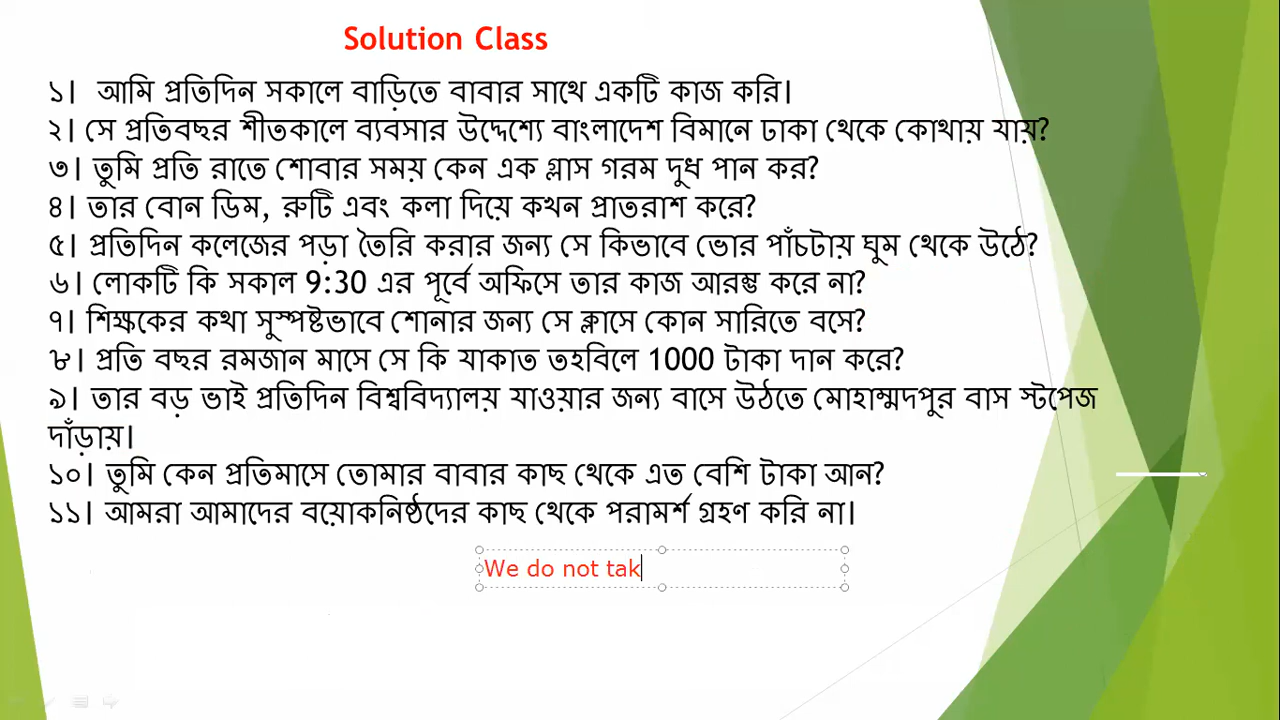 Solution Class
১। আমি প্রতিদিন সকালে বাড়িতে বাবার সাথে একটি কাজ করি।
২। সে প্রতিবছর শীতকালে ব্যবসার উদ্দেশ্যে বাংলাদেশ বিমানে ঢাকা থেকে কোথায় যায়?
৩। তুমি প্রতি রাতে শোবার সময় কেন এক গ্লাস গরম দুধ পান কর?
৪। তার বোন ডিম, রুটি এবং কলা দিয়ে কখন প্রাতরাশ করে?
৫। প্রতিদিন কলেজের পড়া তৈরি করার জন্য সে কিভাবে ভোর পাঁচটায় ঘুম থেকে উঠে?
৬। লোকটি কি সকাল 9:30 এর পূর্বে অফিসে তার কাজ আরম্ভ করে না?
৭। শিক্ষকের কথা সুস্পষ্টভাবে শোনার জন্য সে ক্লাসে কোন সারিতে বসে?
৮। প্রতি বছর রমজান মাসে সে কি যাকাত তহবিলে 1000 টাকা দান করে?
৯। তার বড় ভাই প্রতিদিন বিশ্ববিদ্যালয় যাওয়ার জন্য বাসে উঠতে মোহাম্মদপুর বাস স্টপেজ
দাঁড়ায়।
১০। তুমি কেন প্রতিমাসে তোমার বাবার কাছ থেকে এত বেশি টাকা আন?
১১। আমরা আমাদের বয়োকনিষ্ঠদের কাছ থেকে পরামর্শ গ্রহণ করি না।
We do not tak